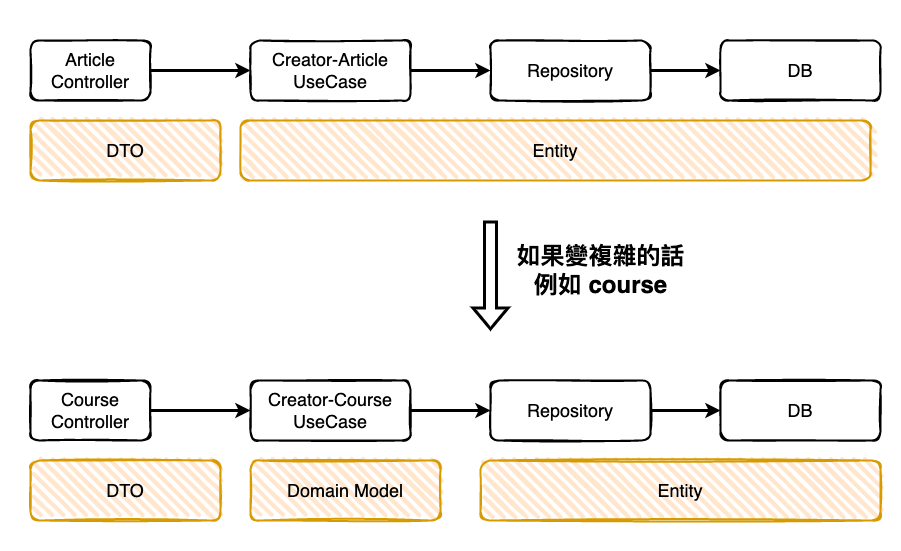 Article
Controller
Creator-Article
UseCase
Repository
DB
DTO
Entity
如果變複雜的話
例如 course
Course
Controller
Creator-Course
UseCase
Repository
DB
DTO
Domain Model
Entity